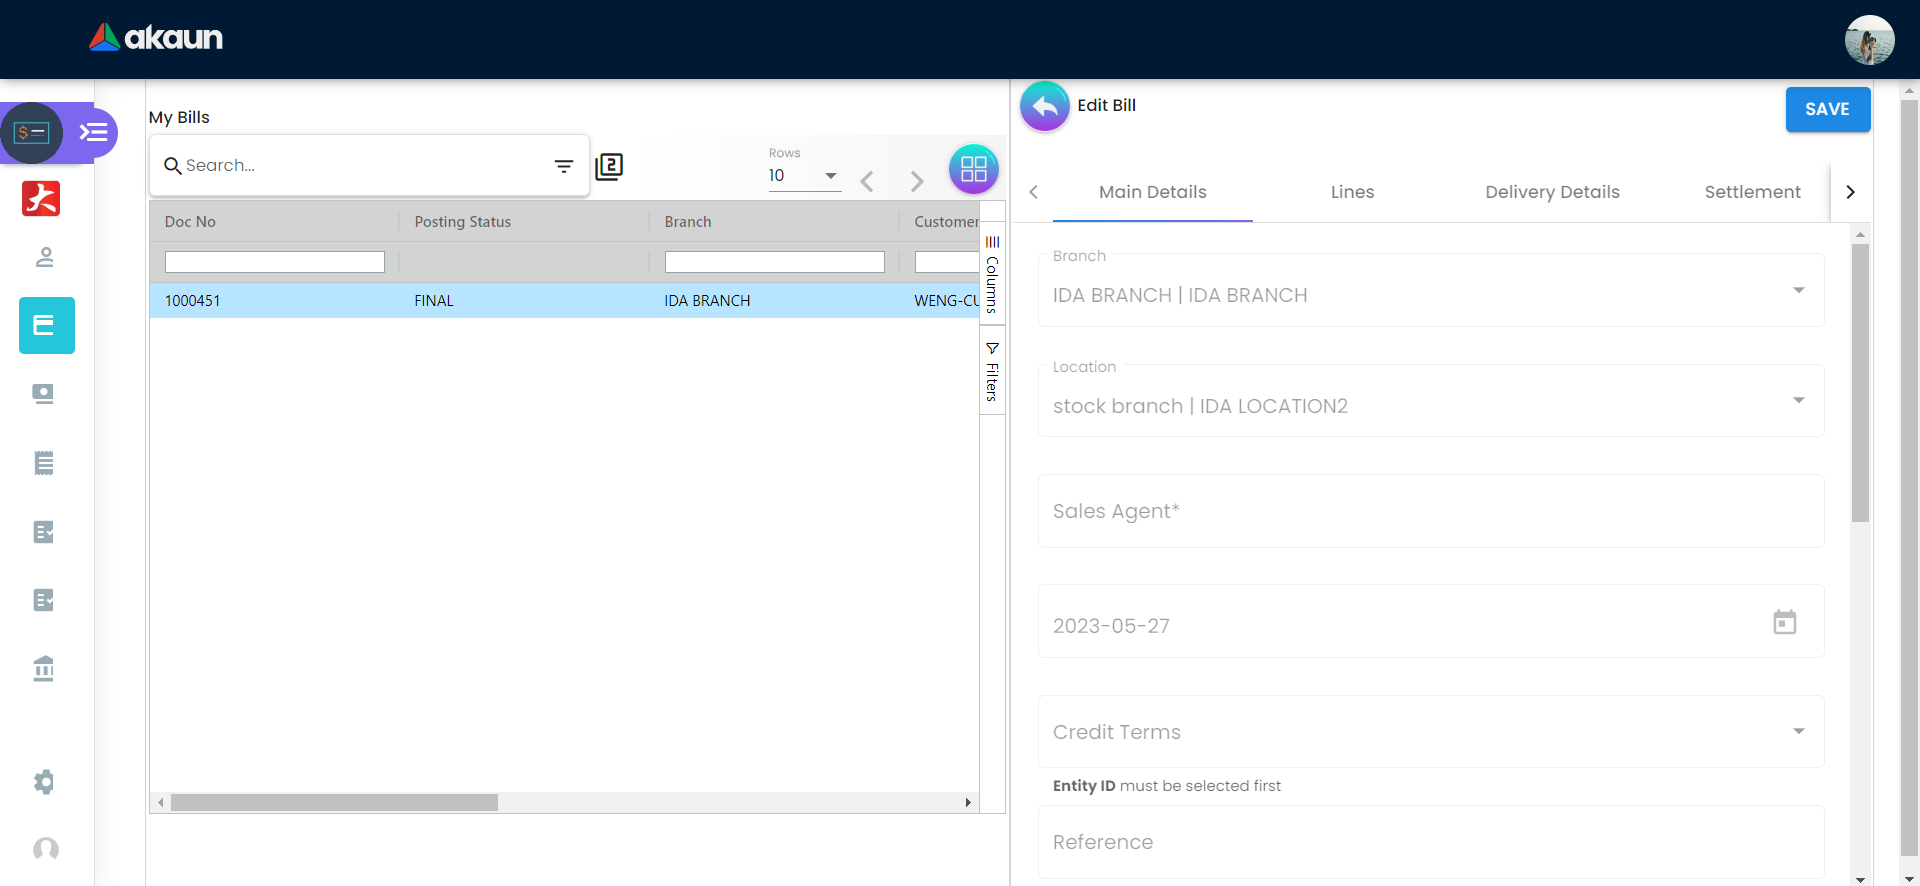 akaun
My Bills
Search...
2
Rows
10
Doc No
Posting Status
Branch
Customer
1000451
FINAL
IDA BRANCH
WENG-CU
Columns
Filters
Edit Bill
SAVE
Main Details
Lines
Delivery Details
Settlement
Branch
IDA BRANCH | IDA BRANCH
Location
stock branch | IDA LOCATION2
Sales Agent*
2023-05-27
Credit Terms
Entity ID must be selected first
Reference